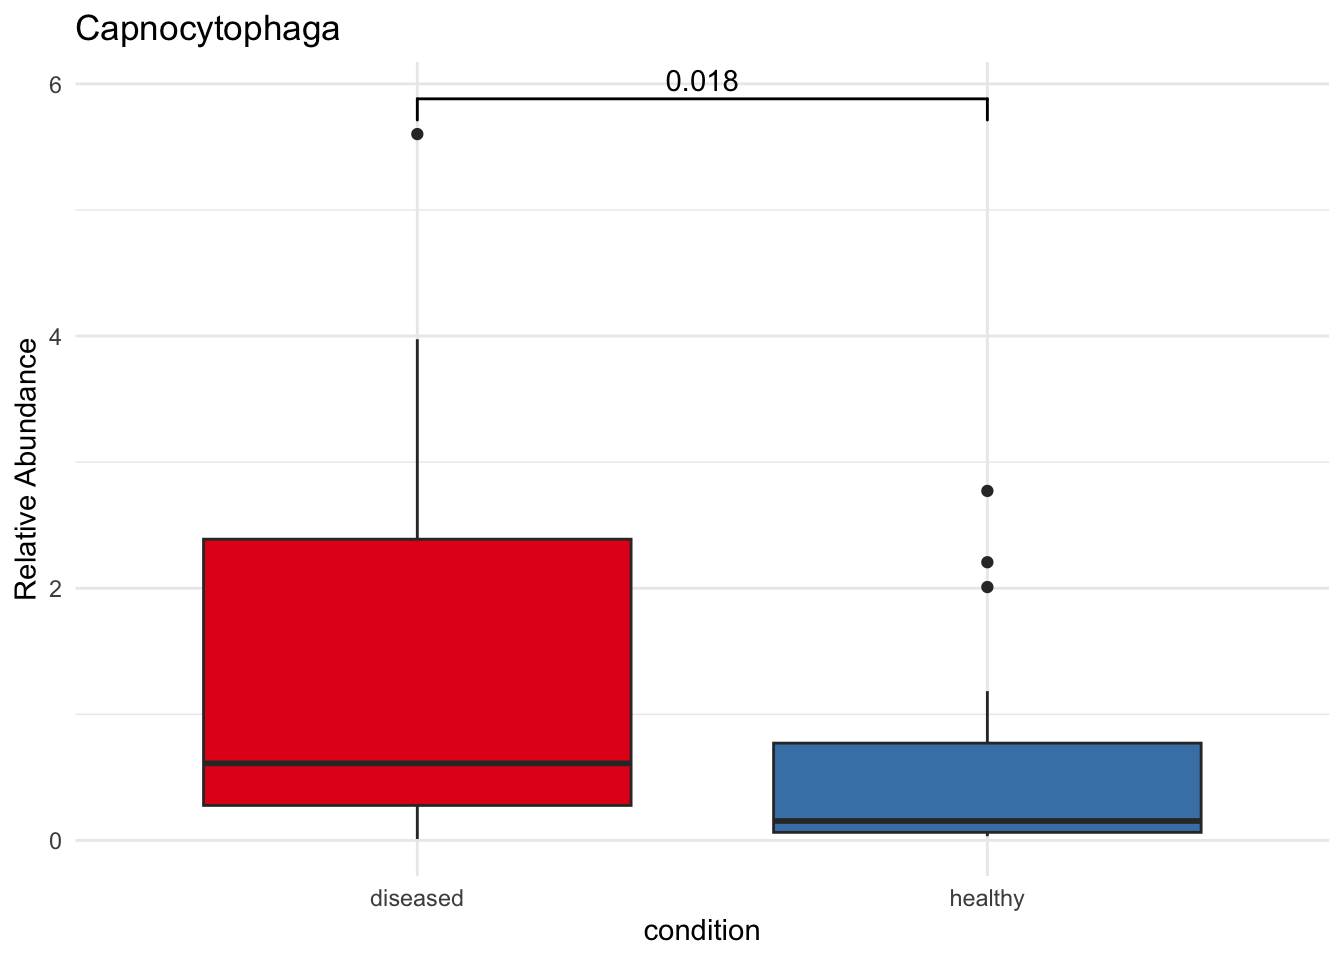 Capnocytophaga
0.018
6
4
2
0
Relative Abundance
diseased healthy
condition